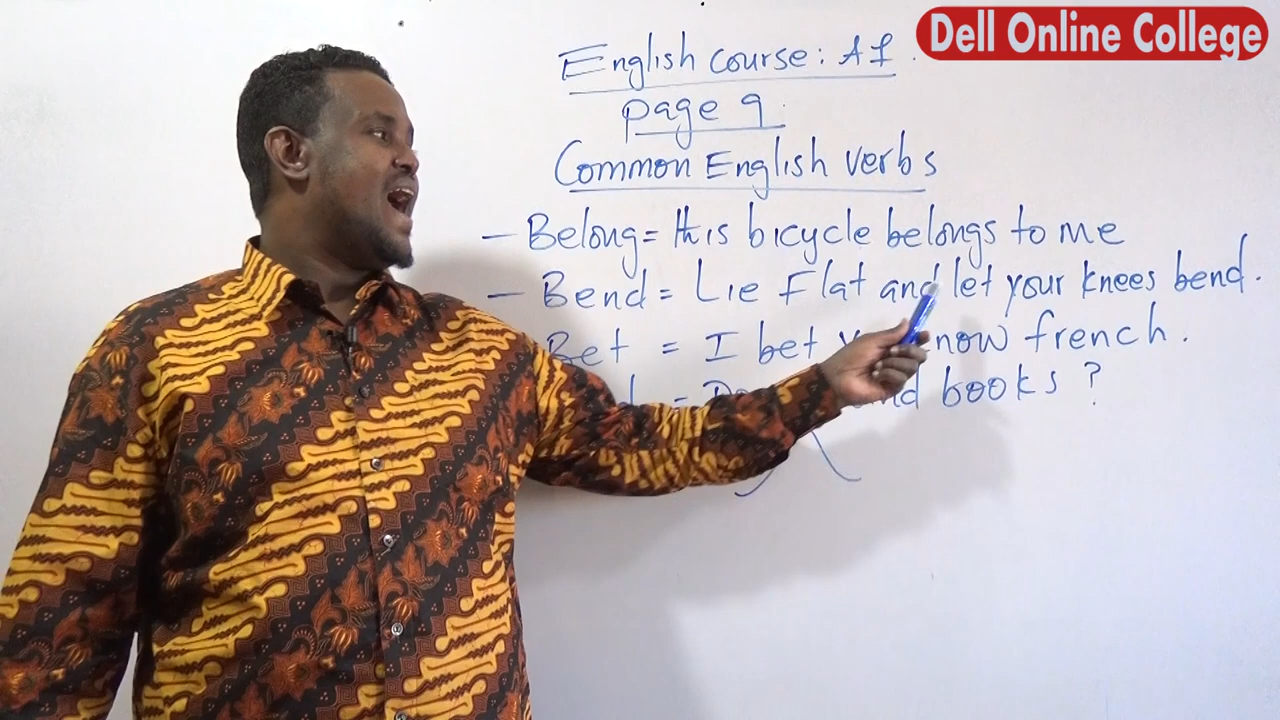 Dell Online College
English course: A1.
page 9.
Common English verbs
- Belong = this bicycle belongs to me
- Bend = Lie flat and let your knees bend.
Bet = I bet now french.
= books ?